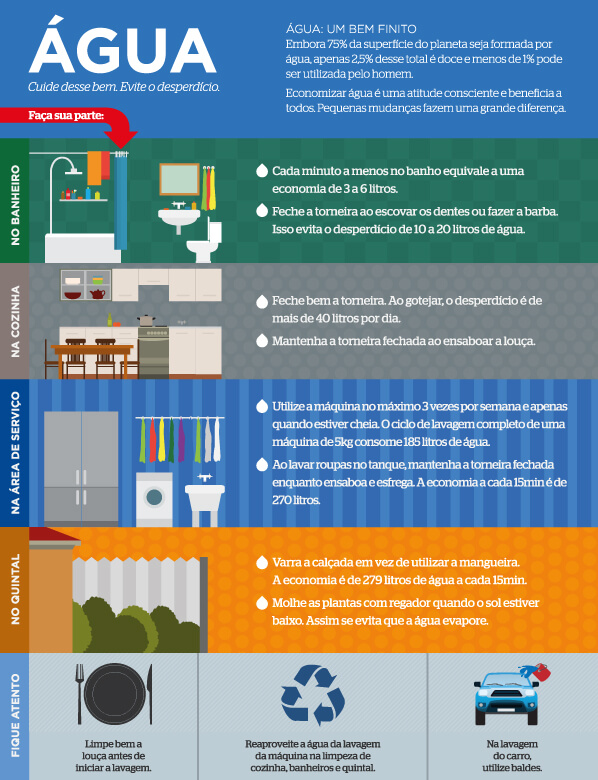 ÁGUA
Cuide desse bem. Evite o desperdício.
ÁGUA: UM BEM FINITO
Embora 75% da superfície do planeta seja formada por
água, apenas 2,5% desse total é doce e menos de 1% pode
ser utilizada pelo homem.
Economizar água é uma atitude consciente e beneficia a
todos. Pequenas mudanças fazem uma grande diferença.
Faça sua parte:
NO BANHEIRO
Cada minuto a menos no banho equivale a uma
economia de 3 a 6 litros.
Feche a torneira ao escovar os dentes ou fazer a barba.
Isso evita o desperdício de 10 a 20 litros de água.
NA COZINHA
Feche bem a torneira. Ao gotejar, o desperdício é de
mais de 40 litros por dia.
Mantenha a torneira fechada ao ensaboar a louça.
NA ÁREA DE SERVIÇO
Utilize a máquina no máximo 3 vezes por semana e apenas
quando estiver cheia. O ciclo de lavagem completo de uma
máquina de 5kg consome 185 litros de água.
Ao lavar roupas no tanque, mantenha a torneira fechada
enquanto ensaboa e esfrega. A economia a cada 15min é de
270 litros.
NO QUINTAL
Varra a calçada em vez de utilizar a mangueira.
A economia é de 279 litros de água a cada 15min.
Molhe as plantas com regador quando o sol estiver
baixo. Assim se evita que a água evapore.
FIQUE ATENTO
Limpe bem a
louça antes de
iniciar a lavagem.
Reaproveite a água da lavagem
da máquina na limpeza de
cozinha, banheiros e quintal.
Na lavagem
do carro,
utilize baldes.